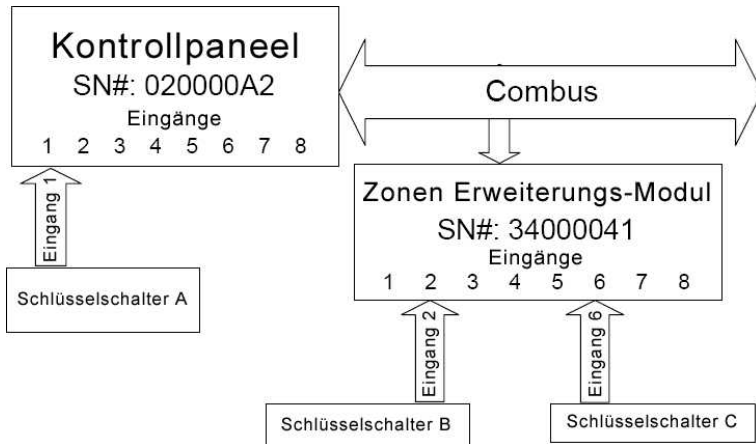 Kontrollpaneel
SN#: 020000A2
Eingänge
1 2 3 4 5 6 7 8
Combus
Eingang 1
Zonen Erweiterungs-Modul
SN#: 34000041
Eingänge
1 2 3 4 5 6 7 8
Schlüsselschalter A
Eingang 2
Eingang 6
Schlüsselschalter B
Schlüsselschalter C